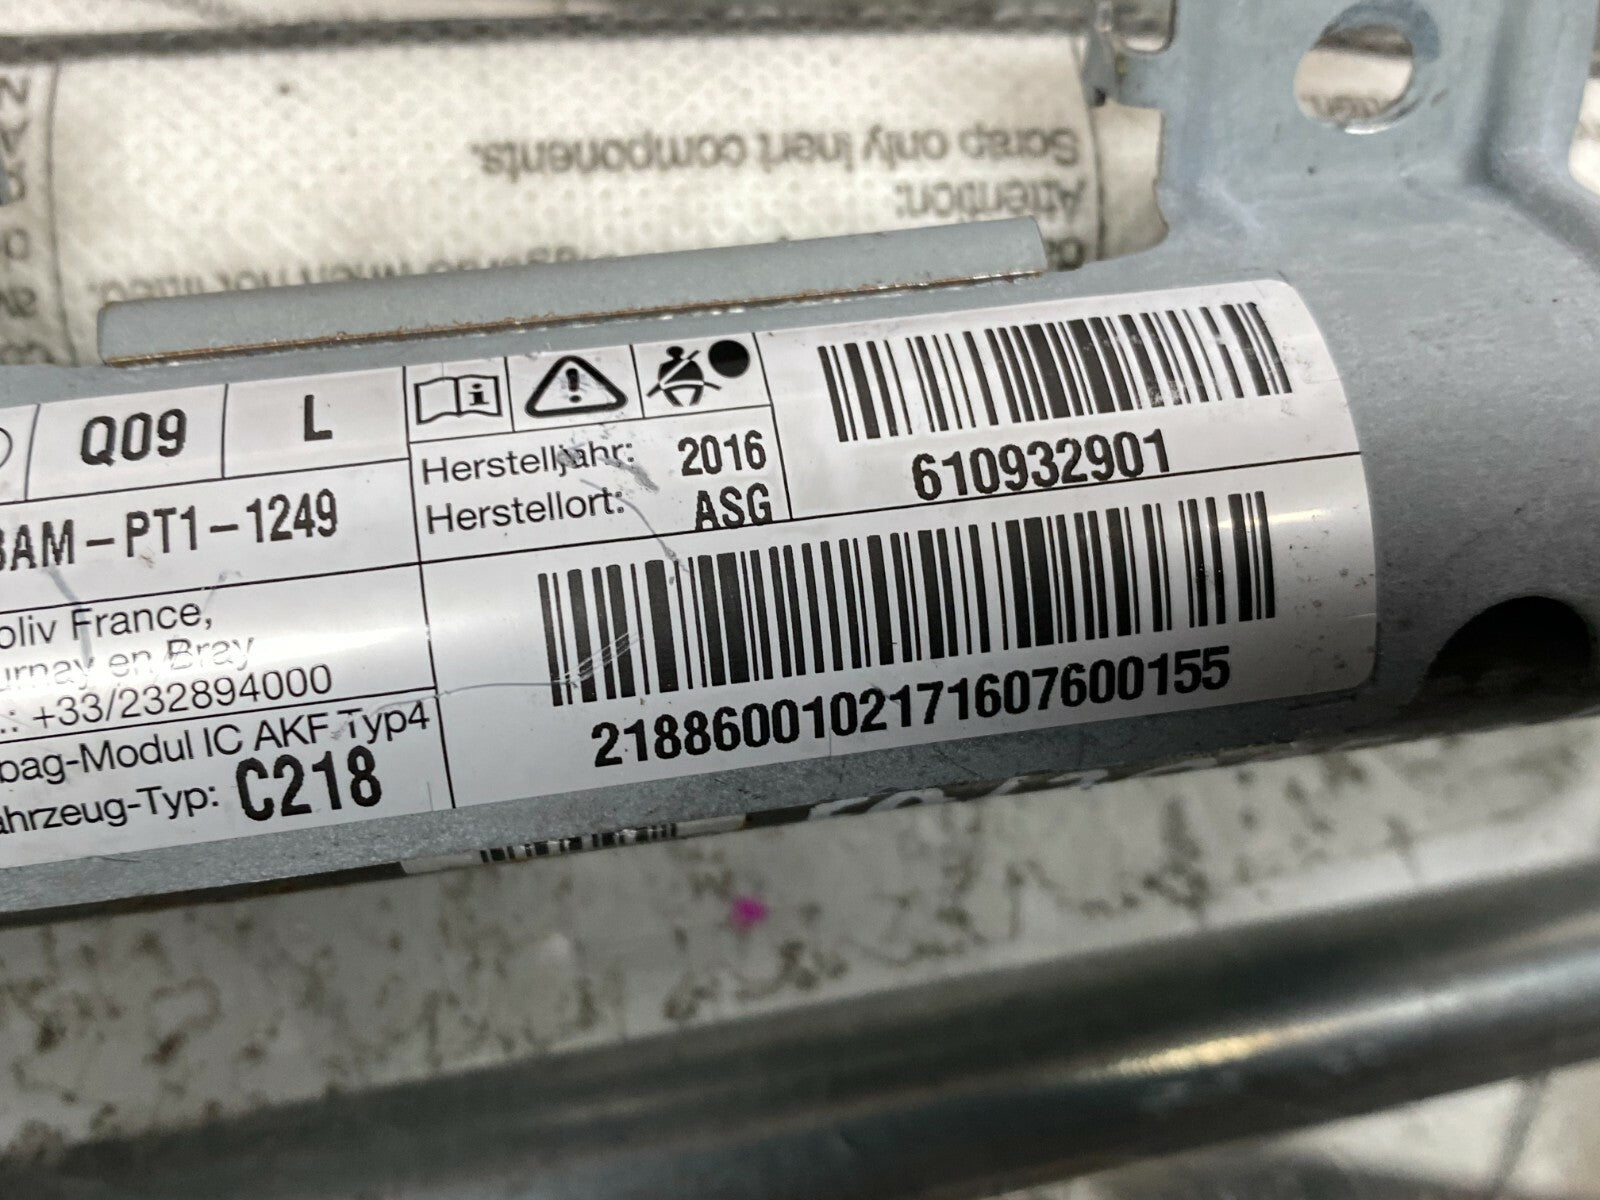 Scrap only inert components.
Attention:
Q09 L
Herstelljahr: 2016
Herstellort: ASG
610932901
BAM-PT1-1249
oliv France,
urnay en Bray
.: +33/232894000
bag-Modul IC AKF Typ4
ahrzeug-Typ: C218
2188600102171607600155